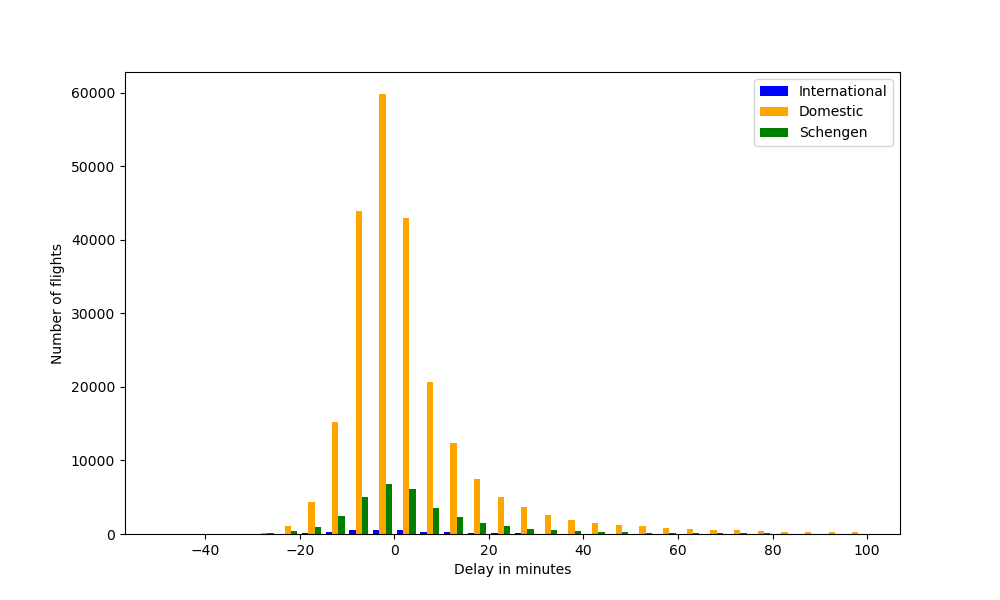 60000
50000
40000
30000
20000
10000
0
Number of flights
International
Domestic
Schengen
−40 −20 0 20 40 60 80 100
Delay in minutes